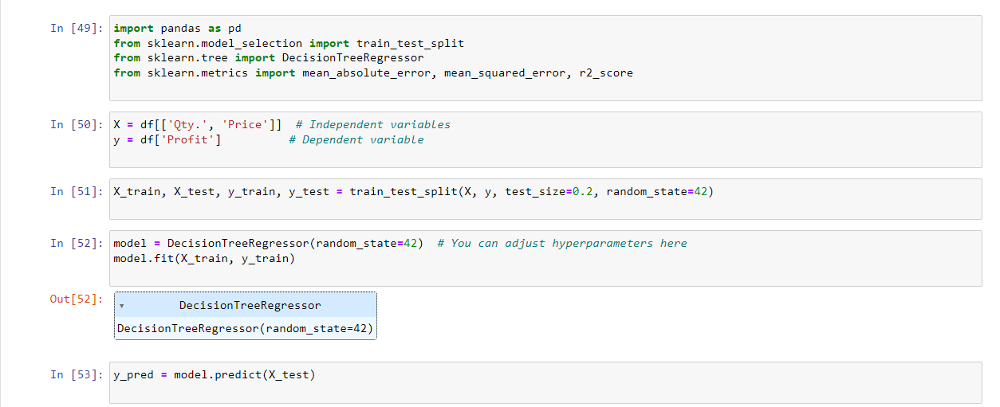 In [49]: import pandas as pd
from sklearn.model_selection import train_test_split
from sklearn.tree import DecisionTreeRegressor
from sklearn.metrics import mean_absolute_error, mean_squared_error, r2_score
In [50]: X = df[['Qty.', 'Price']]  # Independent variables
y = df['Profit']          # Dependent variable
In [51]: X_train, X_test, y_train, y_test = train_test_split(X, y, test_size=0.2, random_state=42)
In [52]: model = DecisionTreeRegressor(random_state=42)  # You can adjust hyperparameters here
model.fit(X_train, y_train)
Out[52]: ▾ DecisionTreeRegressor
DecisionTreeRegressor(random_state=42)
In [53]: y_pred = model.predict(X_test)